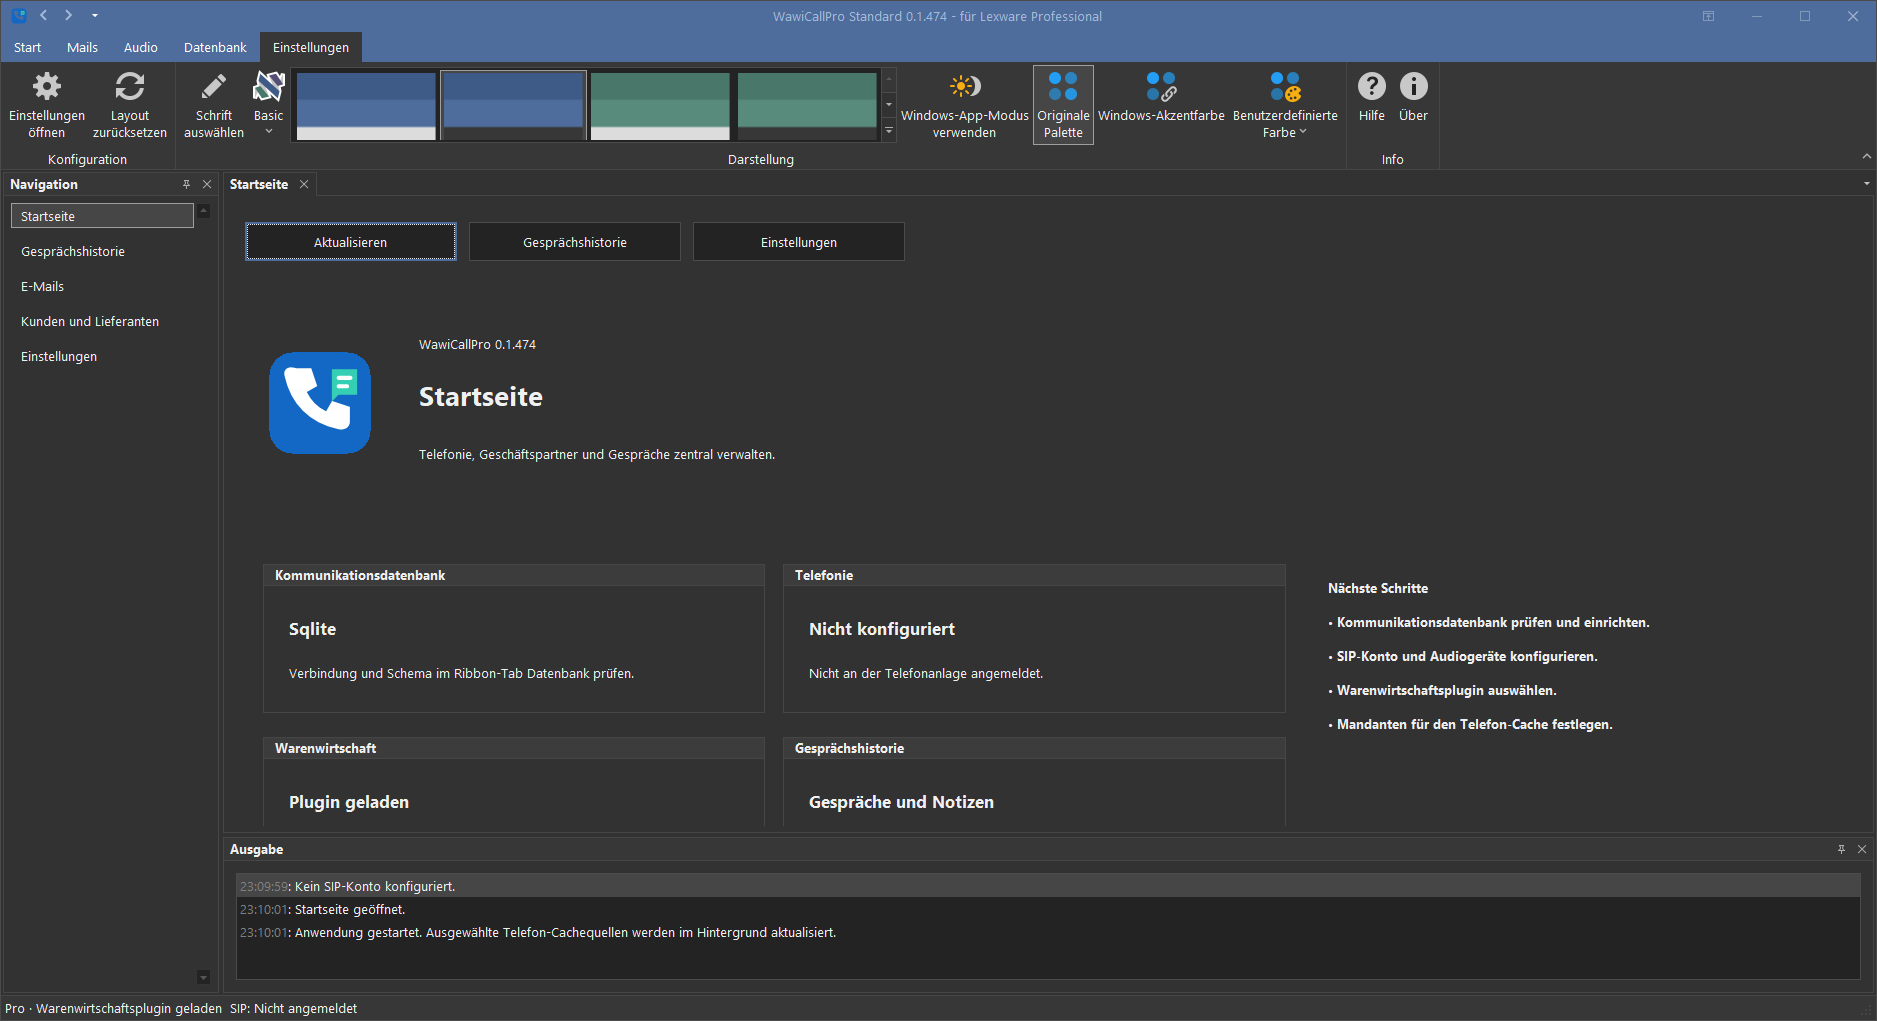 WawiCallPro Standard 0.1.474 - für Lexware Professional
Start Mails Audio Datenbank Einstellungen
Einstellungen öffnen
Layout zurücksetzen
Konfiguration
Schrift auswählen
Basic
Windows-App-Modus verwenden
Originale Palette
Windows-Akzentfarbe
Benutzerdefinierte Farbe
Darstellung
Hilfe
Über
Info
Navigation
Startseite
Gesprächshistorie
E-Mails
Kunden und Lieferanten
Einstellungen
Startseite
Aktualisieren Gesprächshistorie Einstellungen
WawiCallPro 0.1.474
Startseite
Telefonie, Geschäftspartner und Gespräche zentral verwalten.
Kommunikationsdatenbank
Sqlite
Verbindung und Schema im Ribbon-Tab Datenbank prüfen.
Telefonie
Nicht konfiguriert
Nicht an der Telefonanlage angemeldet.
Warenwirtschaft
Plugin geladen
Gesprächshistorie
Gespräche und Notizen
Nächste Schritte
• Kommunikationsdatenbank prüfen und einrichten.
• SIP-Konto und Audiogeräte konfigurieren.
• Warenwirtschaftsplugin auswählen.
• Mandanten für den Telefon-Cache festlegen.
Ausgabe
23:09:59: Kein SIP-Konto konfiguriert.
23:10:01: Startseite geöffnet.
23:10:01: Anwendung gestartet. Ausgewählte Telefon-Cachequellen werden im Hintergrund aktualisiert.
Pro · Warenwirtschaftsplugin geladen SIP: Nicht angemeldet